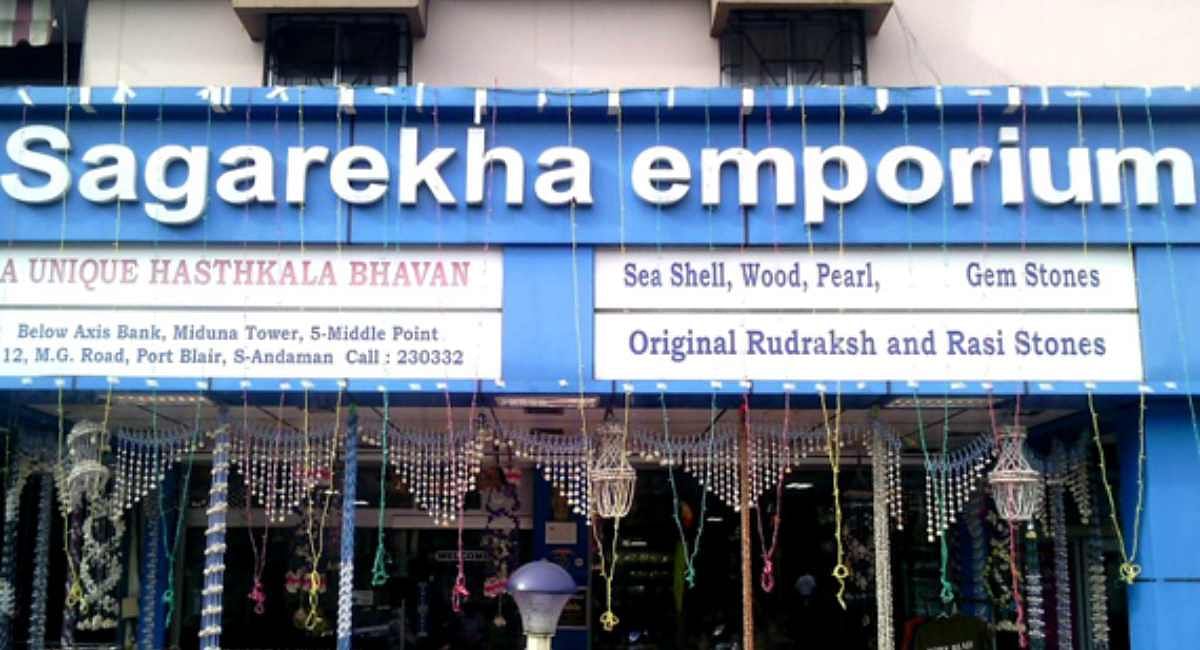 Sagarekha emporium
A UNIQUE HASTHKALA BHAVAN
Below Axis Bank, Miduna Tower, 5-Middle Point
12, M.G. Road, Port Blair, S-Andaman Call : 230332
Sea Shell, Wood, Pearl, Gem Stones
Original Rudraksh and Rasi Stones
WELCOME